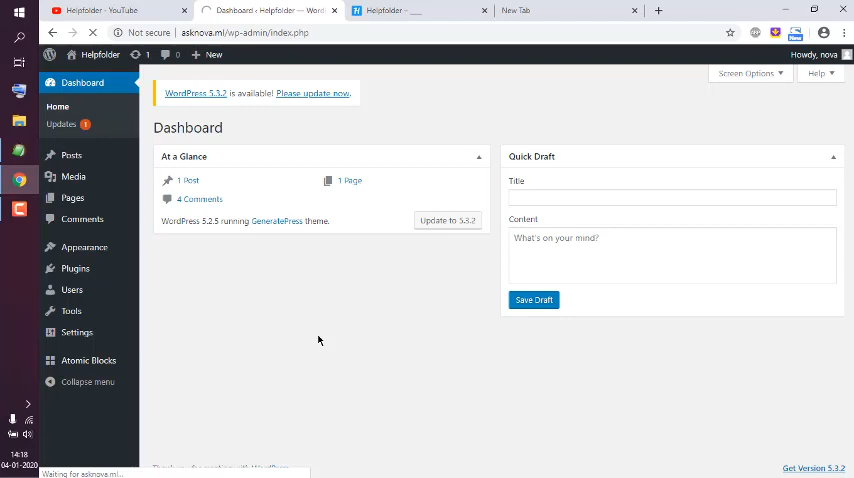 Helpfolder - YouTube
Dashboard ‹ Helpfolder — Word
Helpfolder – ___
New Tab
Not secure | asknova.ml/wp-admin/index.php
New
Helpfolder 1 0 New
Howdy, nova
Dashboard
Home
Updates 1
Posts
Media
Pages
Comments
Appearance
Plugins
Users
Tools
Settings
Atomic Blocks
Collapse menu
Screen Options
Help
WordPress 5.3.2 is available! Please update now.
Dashboard
At a Glance
1 Post
1 Page
4 Comments
WordPress 5.2.5 running GeneratePress theme.
Update to 5.3.2
Quick Draft
Title
Content
What's on your mind?
Save Draft
Get Version 5.3.2
Waiting for asknova.ml...
14:18
04-01-2020